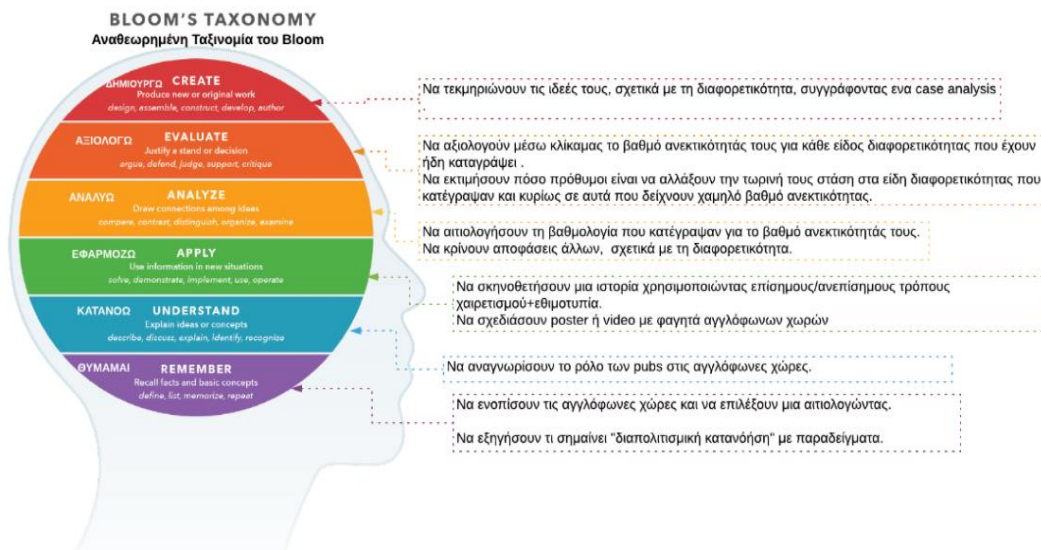 BLOOM'S TAXONOMY
Αναθεωρημένη Ταξινομία του Bloom
ΔΗΜΙΟΥΡΓΩ CREATE
Produce new or original work
design, assemble, construct, develop, author
Να τεκμηριώνουν τις ιδεές τους, σχετικά με τη διαφορετικότητα, συγγράφοντας ενα case analysis
.
ΑΞΙΟΛΟΓΩ EVALUATE
Justify a stand or decision
argue, defend, judge, support, critique
Να αξιολογούν μέσω κλίκαμας το βαθμό ανεκτικότητάς τους για κάθε είδος διαφορετικότητας που έχουν
ήδη καταγράψει .
Να εκτιμήσουν πόσο πρόθυμοι είναι να αλλάξουν την τωρινή τους στάση στα είδη διαφορετικότητας που
κατέγραψαν και κυρίως σε αυτά που δείχνουν χαμηλό βαθμό ανεκτικότητας.
ΑΝΑΛΥΩ ANALYZE
Draw connections among ideas
compare, contrast, distinguish, organize, examine
Να αιτιολογήσουν τη βαθμολογία που κατέγραψαν για το βαθμό ανεκτικότητάς τους.
Να κρίνουν αποφάσεις άλλων, σχετικά με τη διαφορετικότητα.
ΕΦΑΡΜΟΖΩ APPLY
Use information in new situations
solve, demonstrate, implement, use, operate
Να σκηνοθετήσουν μια ιστορία χρησιμοποιώντας επίσημους/ανεπίσημους τρόπους
χαιρετισμού+εθιμοτυπία.
Να σχεδιάσουν poster ή video με φαγητά αγγλόφωνων χωρών
ΚΑΤΑΝΟΩ UNDERSTAND
Explain ideas or concepts
describe, discuss, explain, identify, recognize
Να αναγνωρίσουν το ρόλο των pubs στις αγγλόφωνες χώρες.
ΘΥΜΑΜΑΙ REMEMBER
Recall facts and basic concepts
define, list, memorize, repeat
Να ενοπίσουν τις αγγλόφωνες χώρες και να επιλέξουν μια αιτιολογώντας.
Να εξηγήσουν τι σημαίνει "διαπολιτισμική κατανόήση" με παραδείγματα.